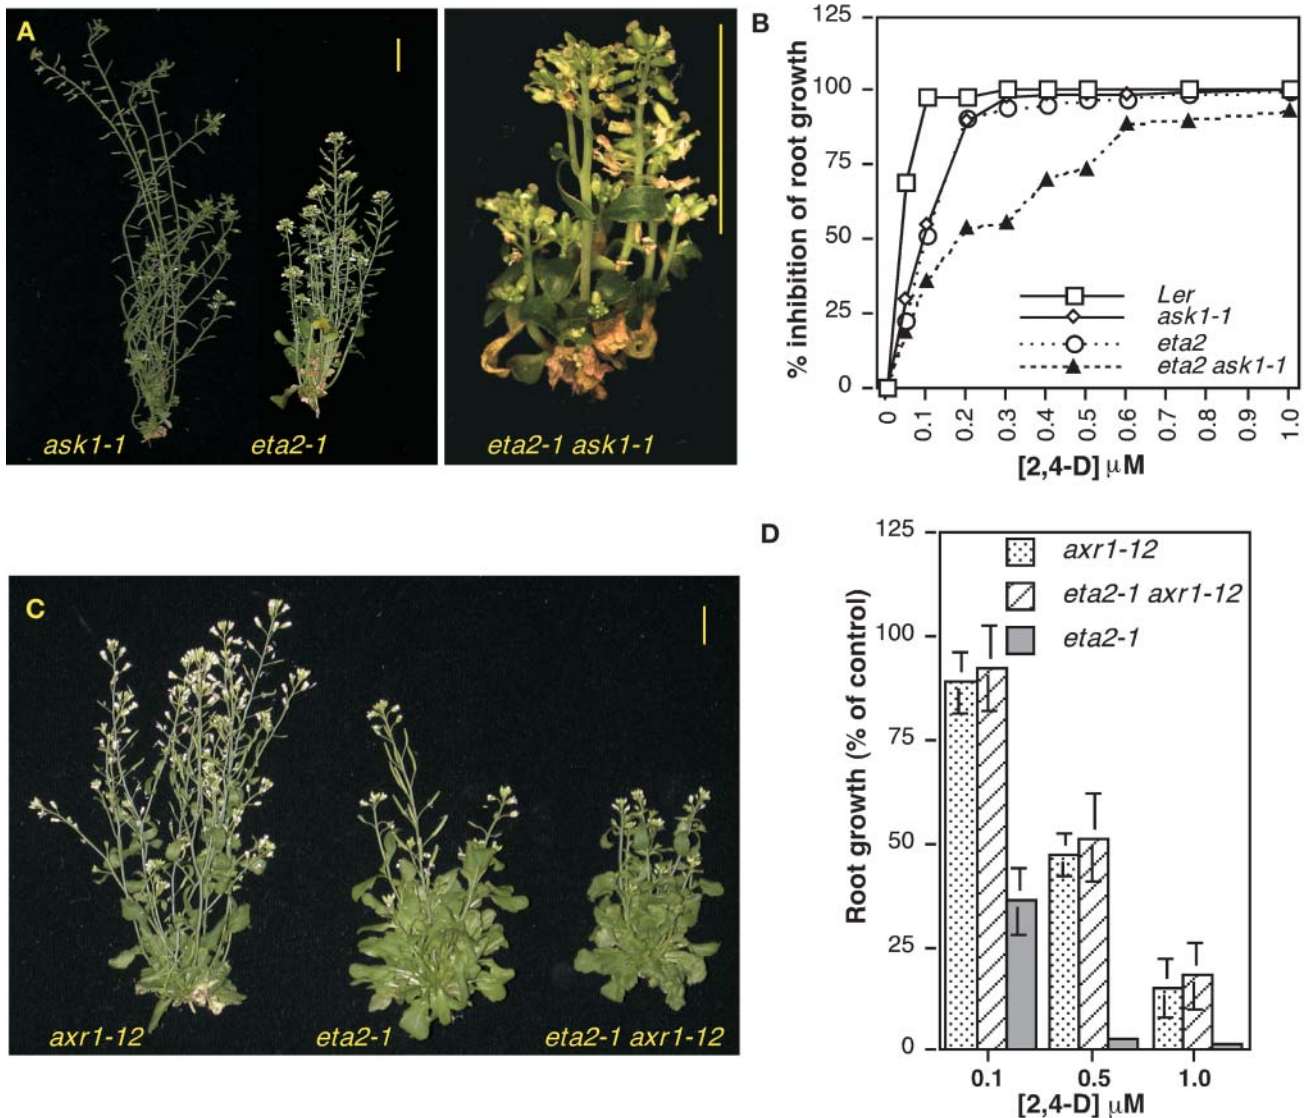 A
ask1-1
eta2-1
eta2-1 ask1-1
B
% inhibition of root growth
125
100
75
50
25
0
Ler
ask1-1
eta2
eta2 ask1-1
0 0.1 0.2 0.3 0.4 0.5 0.6 0.7 0.8 0.9 1.0
[2,4-D] μM
C
axr1-12
eta2-1
eta2-1 axr1-12
D
Root growth (% of control)
125
100
75
50
25
0
axr1-12
eta2-1 axr1-12
eta2-1
0.1 0.5 1.0
[2,4-D] μM